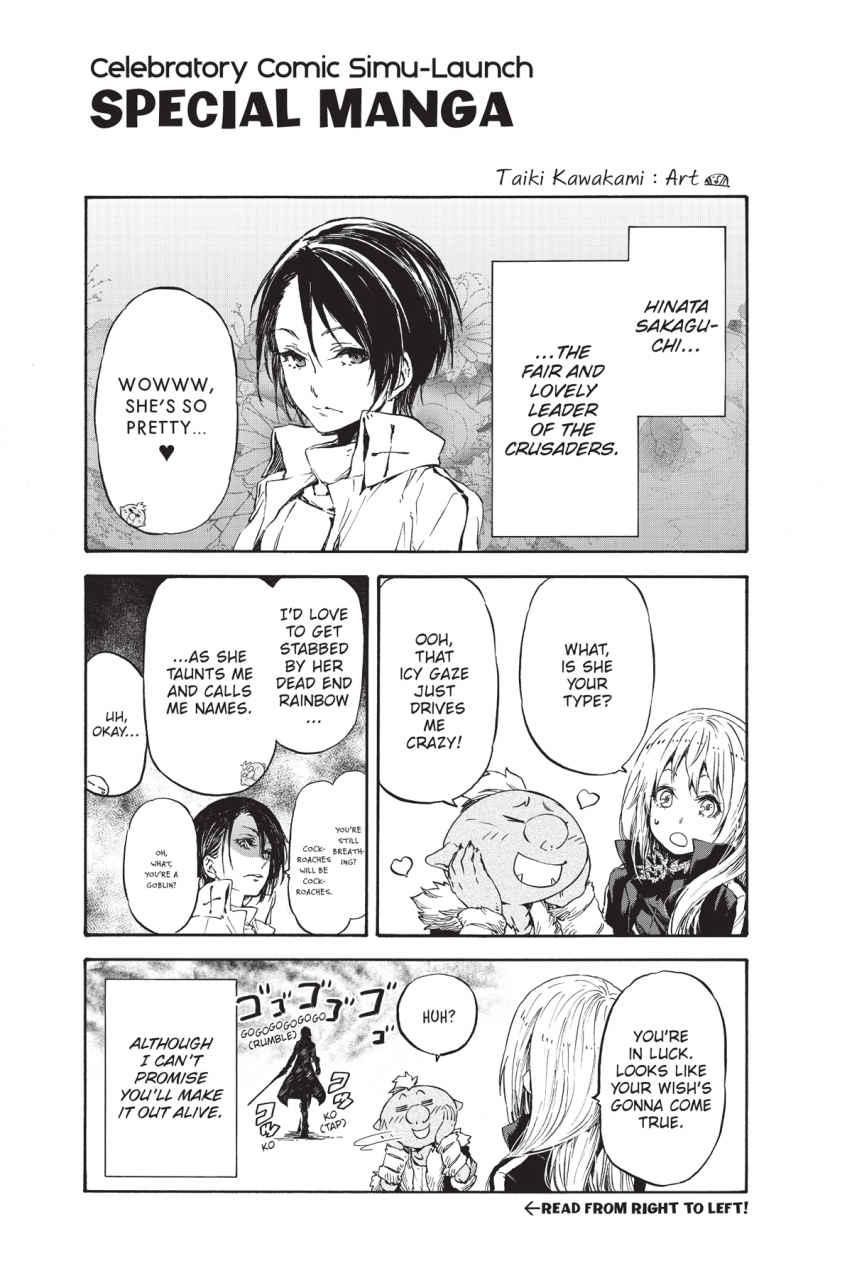 Celebratory Comic Simu-Launch
SPECIAL MANGA
Taiki Kawakami : Art
HINATA
SAKAGU-
CHI...
...THE
FAIR AND
LOVELY
LEADER
OF THE
CRUSADERS.
WOWWW,
SHE'S SO
PRETTY...
♥
WHAT,
IS SHE
YOUR
TYPE?
OOH,
THAT
ICY GAZE
JUST
DRIVES
ME
CRAZY!
I'D LOVE
TO GET
STABBED
BY HER
DEAD END
RAINBOW
...
...AS SHE
TAUNTS ME
AND CALLS
ME NAMES.
UH,
OKAY...
YOU'RE
STILL
BREATH-
ING?
COCK-
ROACHES
WILL BE
COCK-
ROACHES.
OH,
WHAT,
YOU'RE A
GOBLIN?
YOU'RE
IN LUCK.
LOOKS LIKE
YOUR WISH'S
GONNA COME
TRUE.
HUH?
ゴゴゴゴゴゴ
GOGOGOGOGOGO
(RUMBLE)
コッ
KO
(TAP)
コッ
KO
ALTHOUGH
I CAN'T
PROMISE
YOU'LL MAKE
IT OUT ALIVE.
←READ FROM RIGHT TO LEFT!